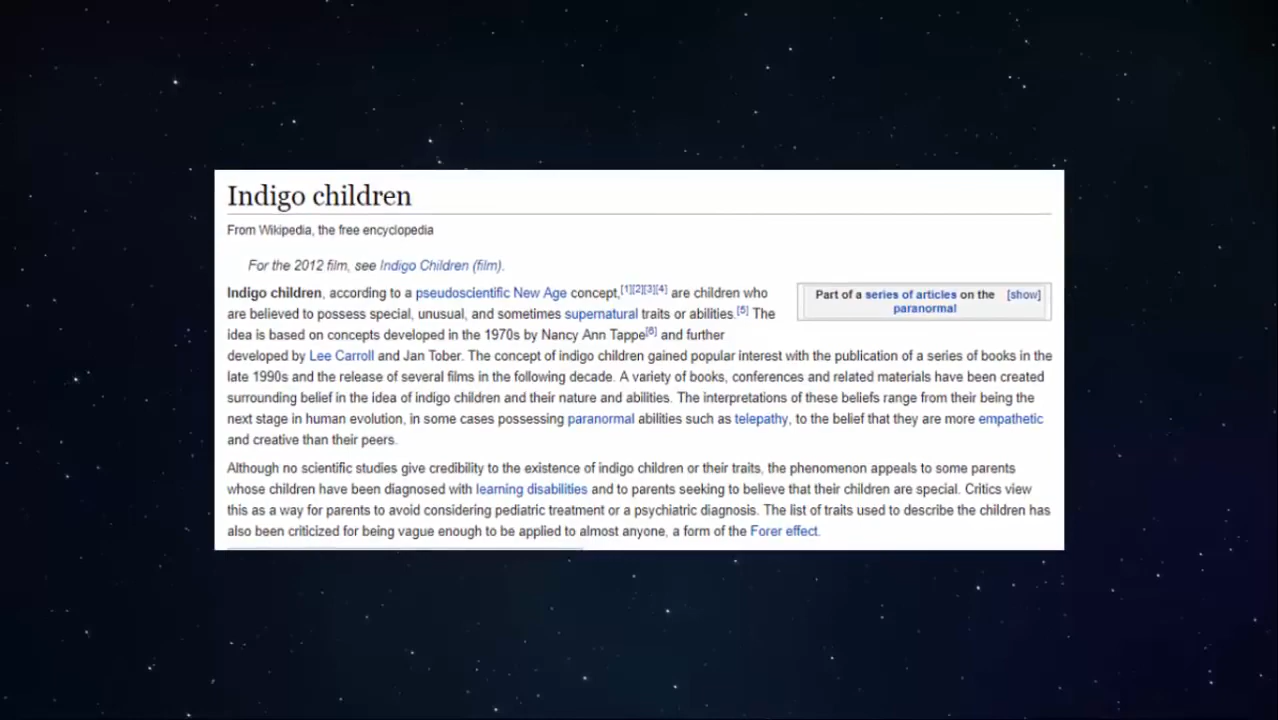 Indigo children
From Wikipedia, the free encyclopedia
For the 2012 film, see Indigo Children (film).
Indigo children, according to a pseudoscientific New Age concept,[1][2][3][4] are children who
are believed to possess special, unusual, and sometimes supernatural traits or abilities.[5] The
idea is based on concepts developed in the 1970s by Nancy Ann Tappe[6] and further
developed by Lee Carroll and Jan Tober. The concept of indigo children gained popular interest with the publication of a series of books in the
late 1990s and the release of several films in the following decade. A variety of books, conferences and related materials have been created
surrounding belief in the idea of indigo children and their nature and abilities. The interpretations of these beliefs range from their being the
next stage in human evolution, in some cases possessing paranormal abilities such as telepathy, to the belief that they are more empathetic
and creative than their peers.
Part of a series of articles on the [show]
paranormal
Although no scientific studies give credibility to the existence of indigo children or their traits, the phenomenon appeals to some parents
whose children have been diagnosed with learning disabilities and to parents seeking to believe that their children are special. Critics view
this as a way for parents to avoid considering pediatric treatment or a psychiatric diagnosis. The list of traits used to describe the children has
also been criticized for being vague enough to be applied to almost anyone, a form of the Forer effect.